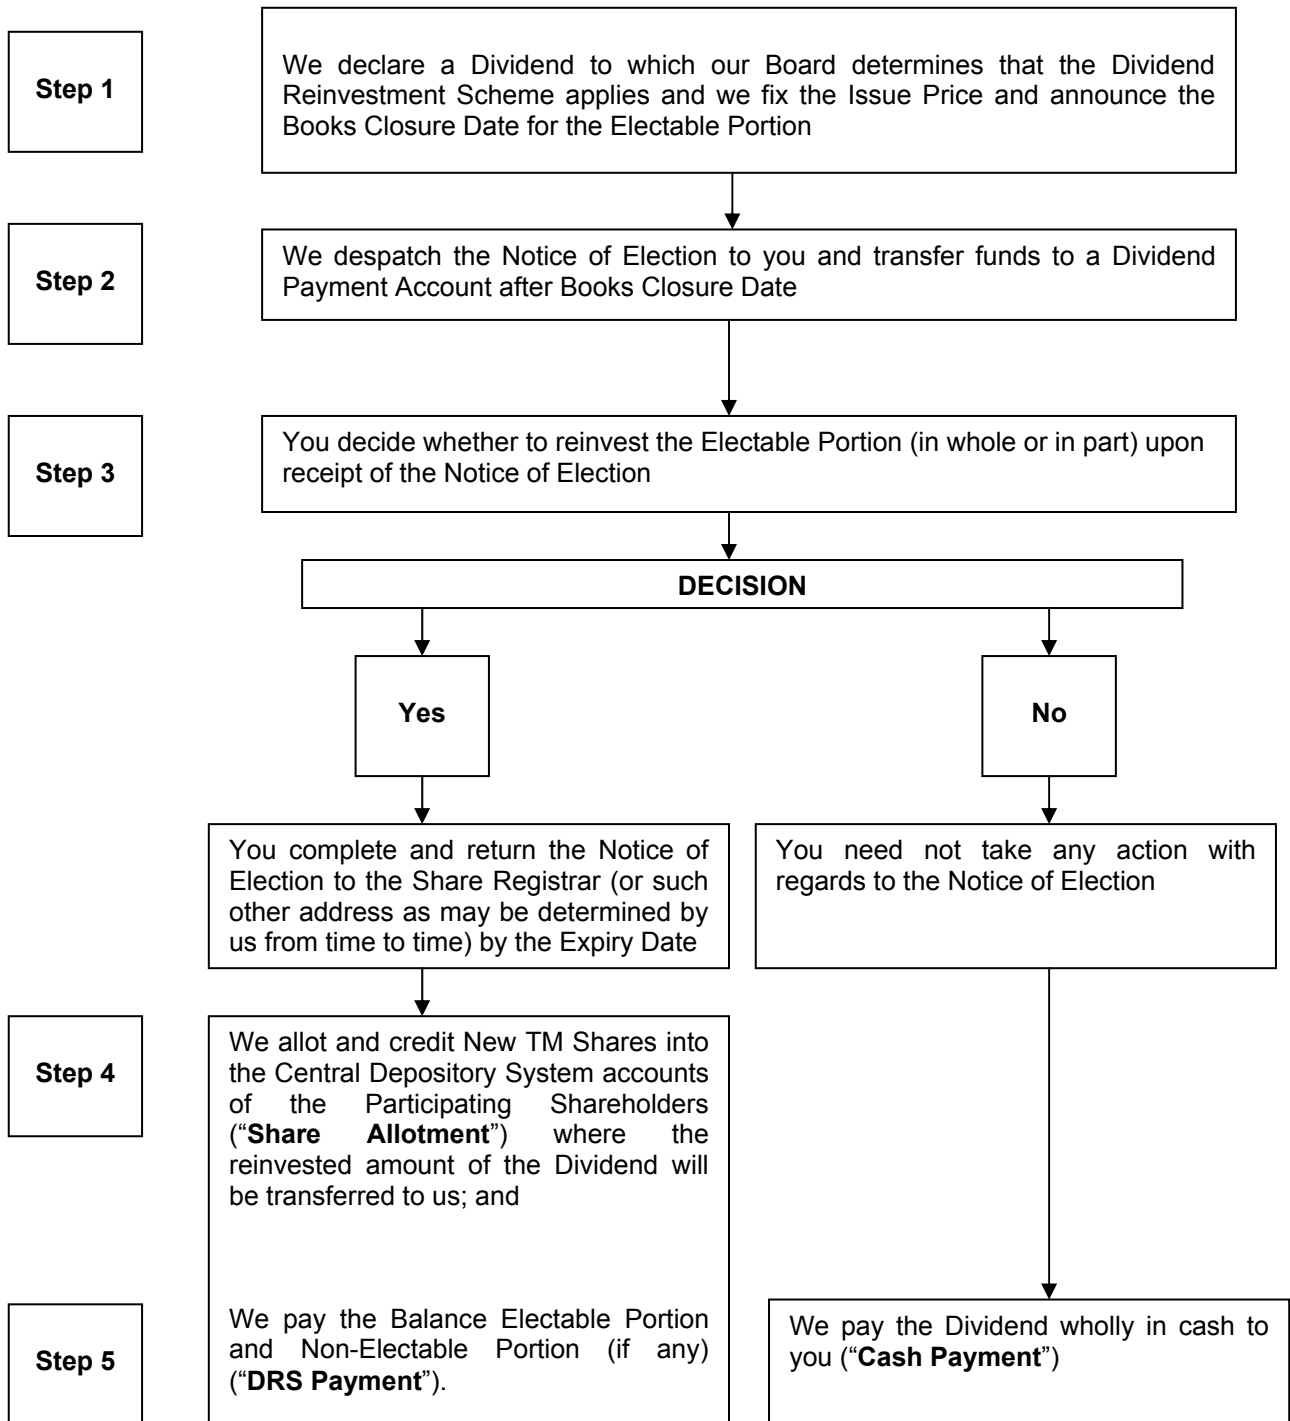 Step 1
We declare a Dividend to which our Board determines that the Dividend
Reinvestment Scheme applies and we fix the Issue Price and announce the
Books Closure Date for the Electable Portion
Step 2
We despatch the Notice of Election to you and transfer funds to a Dividend
Payment Account after Books Closure Date
Step 3
You decide whether to reinvest the Electable Portion (in whole or in part) upon
receipt of the Notice of Election
DECISION
Yes
No
You complete and return the Notice of
Election to the Share Registrar (or such
other address as may be determined by
us from time to time) by the Expiry Date
You need not take any action with
regards to the Notice of Election
Step 4
We allot and credit New TM Shares into
the Central Depository System accounts
of the Participating Shareholders
(“Share Allotment”) where the
reinvested amount of the Dividend will
be transferred to us; and
Step 5
We pay the Balance Electable Portion
and Non-Electable Portion (if any)
(“DRS Payment”).
We pay the Dividend wholly in cash to
you (“Cash Payment”)